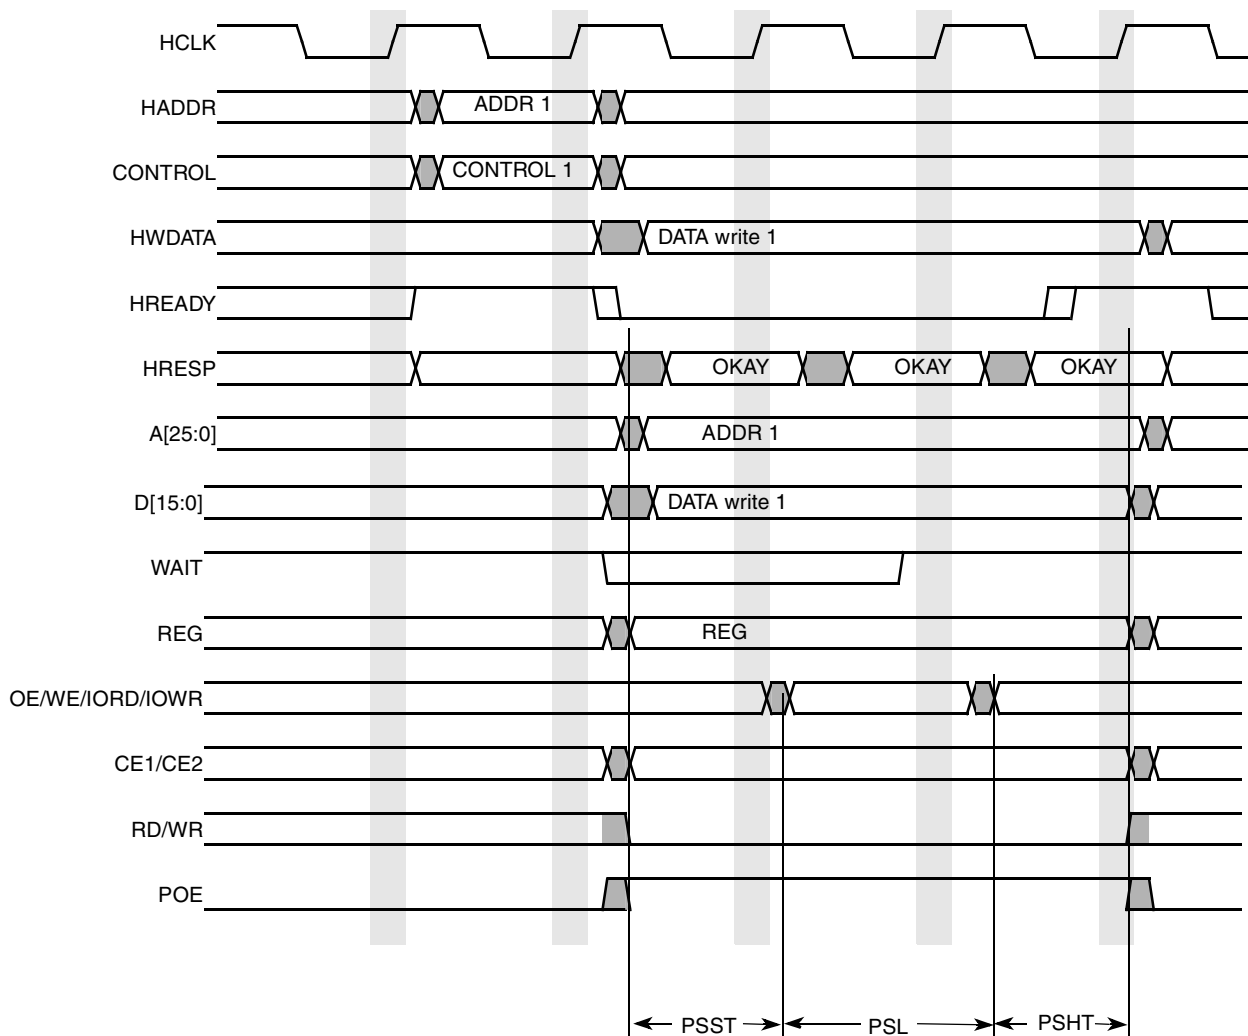 HCLK
HADDR ADDR 1
CONTROL CONTROL 1
HWDATA DATA write 1
HREADY
HRESP OKAY OKAY OKAY
A[25:0] ADDR 1
D[15:0] DATA write 1
WAIT
REG REG
OE/WE/IORD/IOWR
CE1/CE2
RD/WR
POE
PSST PSL PSHT